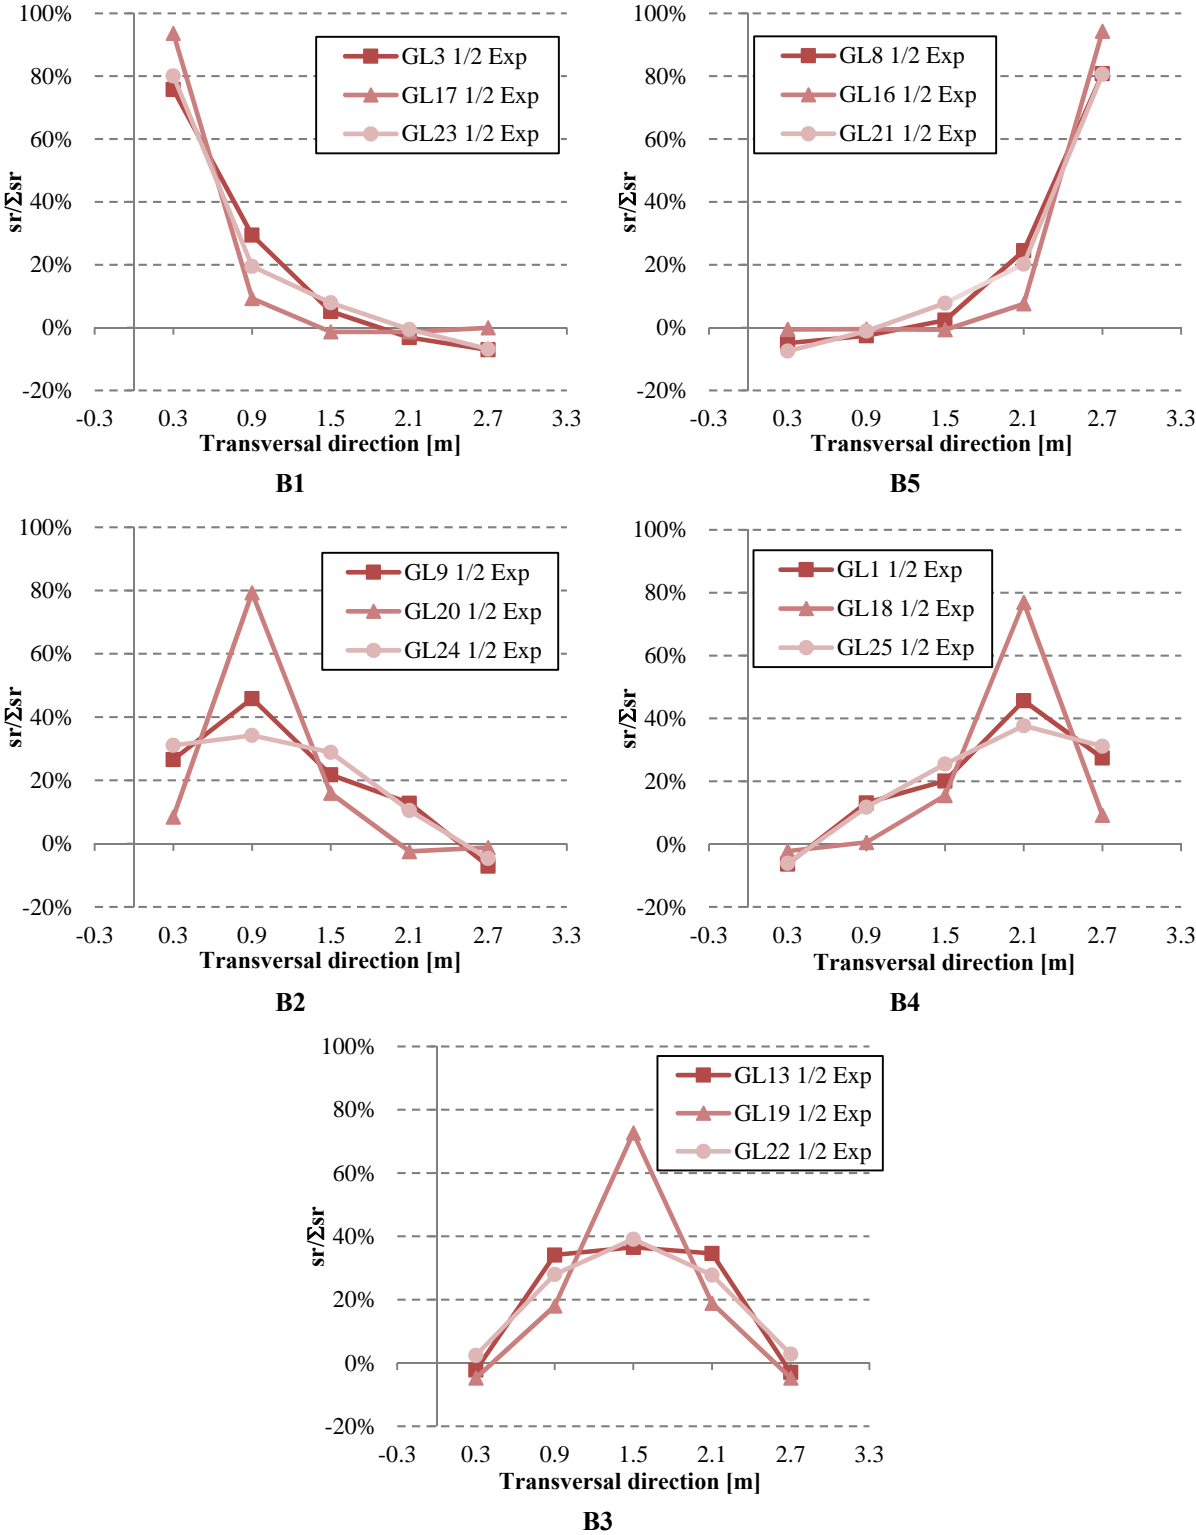 100%
80%
60%
40%
20%
0%
-20%
sr/Σsr
GL3 1/2 Exp
GL17 1/2 Exp
GL23 1/2 Exp
-0.3 0.3 0.9 1.5 2.1 2.7 3.3
Transversal direction [m]
B1
100%
80%
60%
40%
20%
0%
-20%
sr/Σsr
GL8 1/2 Exp
GL16 1/2 Exp
GL21 1/2 Exp
-0.3 0.3 0.9 1.5 2.1 2.7 3.3
Transversal direction [m]
B5
100%
80%
60%
40%
20%
0%
-20%
sr/Σsr
GL9 1/2 Exp
GL20 1/2 Exp
GL24 1/2 Exp
-0.3 0.3 0.9 1.5 2.1 2.7 3.3
Transversal direction [m]
B2
100%
80%
60%
40%
20%
0%
-20%
sr/Σsr
GL1 1/2 Exp
GL18 1/2 Exp
GL25 1/2 Exp
-0.3 0.3 0.9 1.5 2.1 2.7 3.3
Transversal direction [m]
B4
100%
80%
60%
40%
20%
0%
-20%
sr/Σsr
GL13 1/2 Exp
GL19 1/2 Exp
GL22 1/2 Exp
-0.3 0.3 0.9 1.5 2.1 2.7 3.3
Transversal direction [m]
B3